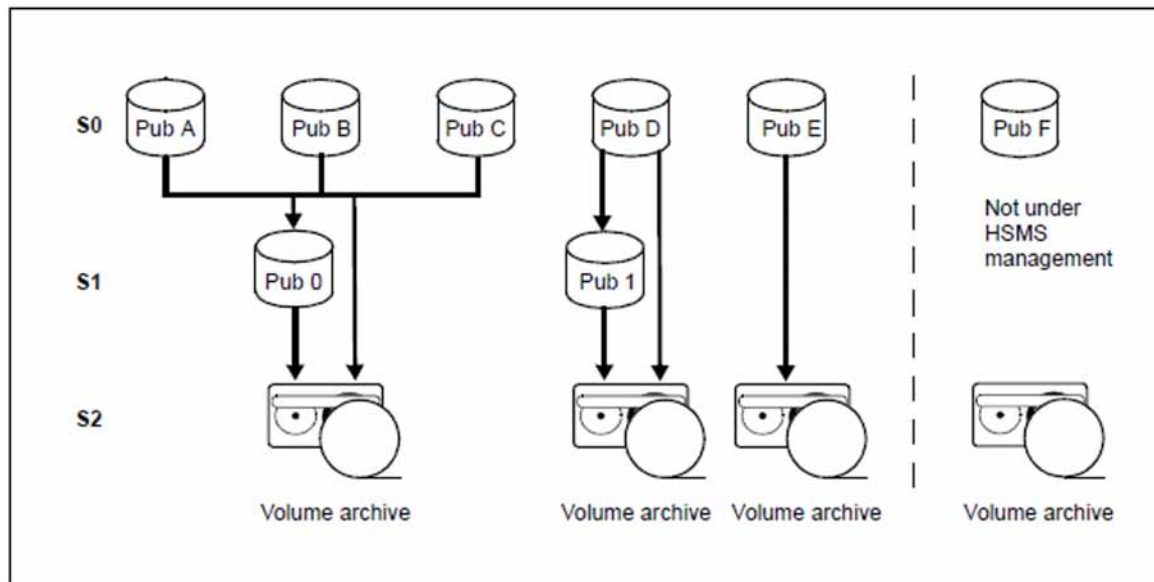 S0
Pub A
Pub B
Pub C
Pub D
Pub E
Pub F
Not under
HSMS
management
S1
Pub 0
Pub 1
S2
Volume archive
Volume archive
Volume archive
Volume archive